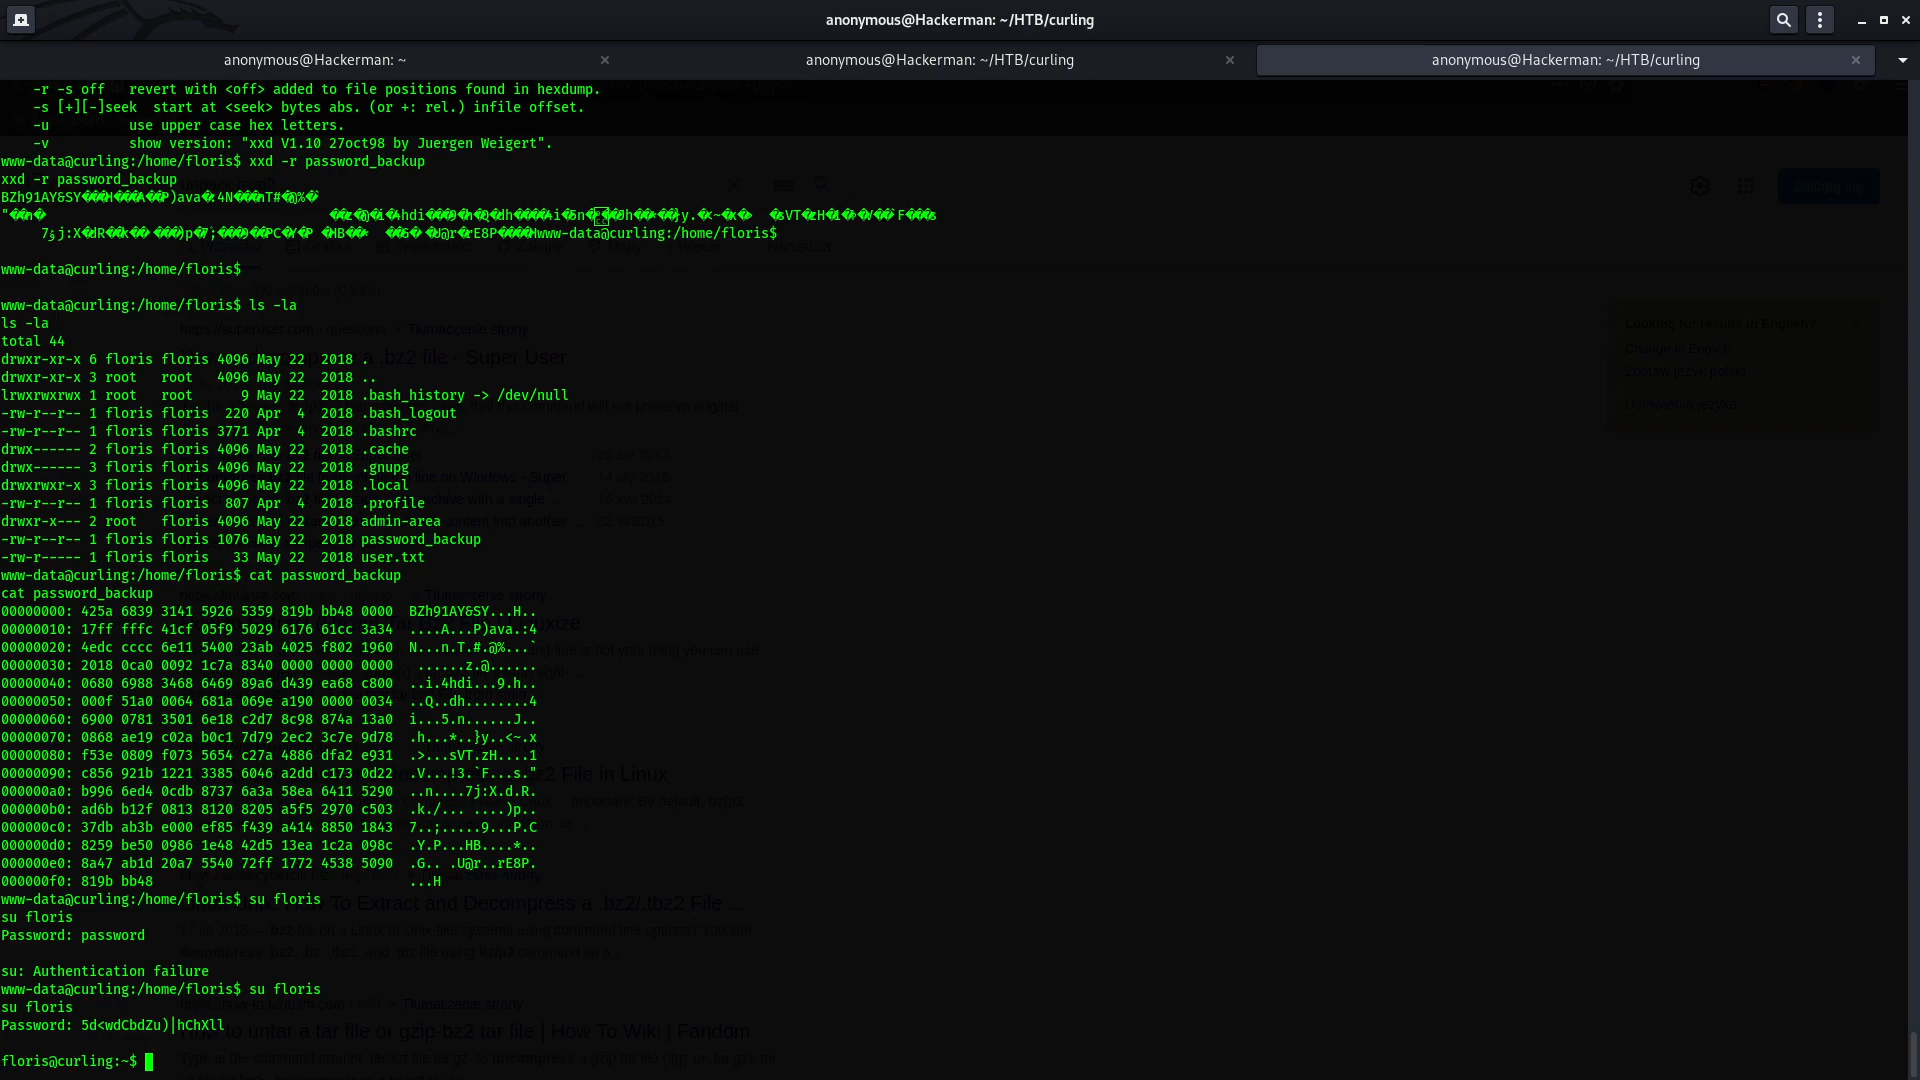 anonymous@Hackerman: ~/HTB/curling
anonymous@Hackerman: ~
anonymous@Hackerman: ~/HTB/curling
anonymous@Hackerman: ~/HTB/curling
-r -s off   revert with <off> added to file positions found in hexdump.
-s [+][-]seek  start at <seek> bytes abs. (or +: rel.) infile offset.
-u          use upper case hex letters.
-v          show version: "xxd V1.10 27oct98 by Juergen Weigert".
www-data@curling:/home/floris$ xxd -r password_backup
xxd -r password_backup
www-data@curling:/home/floris$
www-data@curling:/home/floris$
www-data@curling:/home/floris$ ls -la
ls -la
total 44
drwxr-xr-x 6 floris floris 4096 May 22  2018 .
drwxr-xr-x 3 root   root   4096 May 22  2018 ..
lrwxrwxrwx 1 root   root      9 May 22  2018 .bash_history -> /dev/null
-rw-r--r-- 1 floris floris  220 Apr  4  2018 .bash_logout
-rw-r--r-- 1 floris floris 3771 Apr  4  2018 .bashrc
drwx------ 2 floris floris 4096 May 22  2018 .cache
drwx------ 3 floris floris 4096 May 22  2018 .gnupg
drwxrwxr-x 3 floris floris 4096 May 22  2018 .local
-rw-r--r-- 1 floris floris  807 Apr  4  2018 .profile
drwxr-x--- 2 root   floris 4096 May 22  2018 admin-area
-rw-r--r-- 1 floris floris 1076 May 22  2018 password_backup
-rw-r----- 1 floris floris   33 May 22  2018 user.txt
www-data@curling:/home/floris$ cat password_backup
cat password_backup
00000000: 425a 6839 3141 5926 5359 819b bb48 0000  BZh91AY&SY...H..
00000010: 17ff fffc 41cf 05f9 5029 6176 61cc 3a34  ....A...P)ava.:4
00000020: 4edc cccc 6e11 5400 23ab 4025 f802 1960  N...n.T.#.@%...`
00000030: 2018 0ca0 0092 1c7a 8340 0000 0000 0000   ......z.@......
00000040: 0680 6988 3468 6469 89a6 d439 ea68 c800  ..i.4hdi...9.h..
00000050: 000f 51a0 0064 681a 069e a190 0000 0034  ..Q..dh........4
00000060: 6900 0781 3501 6e18 c2d7 8c98 874a 13a0  i...5.n......J..
00000070: 0868 ae19 c02a b0c1 7d79 2ec2 3c7e 9d78  .h...*..}y..<~.x
00000080: f53e 0809 f073 5654 c27a 4886 dfa2 e931  .>...sVT.zH....1
00000090: c856 921b 1221 3385 6046 a2dd c173 0d22  .V...!3.`F...s."
000000a0: b996 6ed4 0cdb 8737 6a3a 58ea 6411 5290  ..n....7j:X.d.R.
000000b0: ad6b b12f 0813 8120 8205 a5f5 2970 c503  .k./... ....)p..
000000c0: 37db ab3b e000 ef85 f439 a414 8850 1843  7..;.....9...P.C
000000d0: 8259 be50 0986 1e48 42d5 13ea 1c2a 098c  .Y.P...HB....*..
000000e0: 8a47 ab1d 20a7 5540 72ff 1772 4538 5090  .G.. .U@r..rE8P.
000000f0: 819b bb48                                ...H
www-data@curling:/home/floris$ su floris
su floris
Password: password
su: Authentication failure
www-data@curling:/home/floris$ su floris
su floris
Password: 5d<wdCbdZu)|hChXll
floris@curling:~$